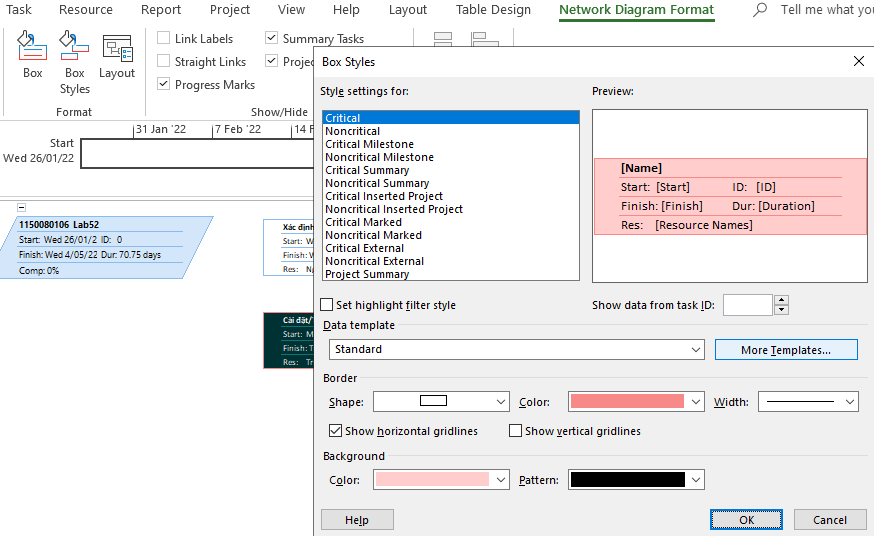 Task Resource Report Project View Help Layout Table Design Network Diagram Format Tell me what you
Box
Box Styles
Layout
Format
Link Labels
Straight Links
Progress Marks
Summary Tasks
Projec
Show/Hide
Start
Wed 26/01/22
31 Jan '22 7 Feb '22 14 F
1150080106 Lab52
Start: Wed 26/01/2 ID: 0
Finish: Wed 4/05/22 Dur: 70.75 days
Comp: 0%
Xác định
Start: W
Finish: W
Res: Ng
Cài đặt/
Start: M
Finish: T
Res: Tr
Box Styles
Style settings for:
Critical
Noncritical
Critical Milestone
Noncritical Milestone
Critical Summary
Noncritical Summary
Critical Inserted Project
Noncritical Inserted Project
Critical Marked
Noncritical Marked
Critical External
Noncritical External
Project Summary
Preview:
[Name]
Start: [Start] ID: [ID]
Finish: [Finish] Dur: [Duration]
Res: [Resource Names]
Set highlight filter style
Show data from task ID:
Data template
Standard
More Templates...
Border
Shape: Color: Width:
Show horizontal gridlines Show vertical gridlines
Background
Color: Pattern:
Help OK Cancel